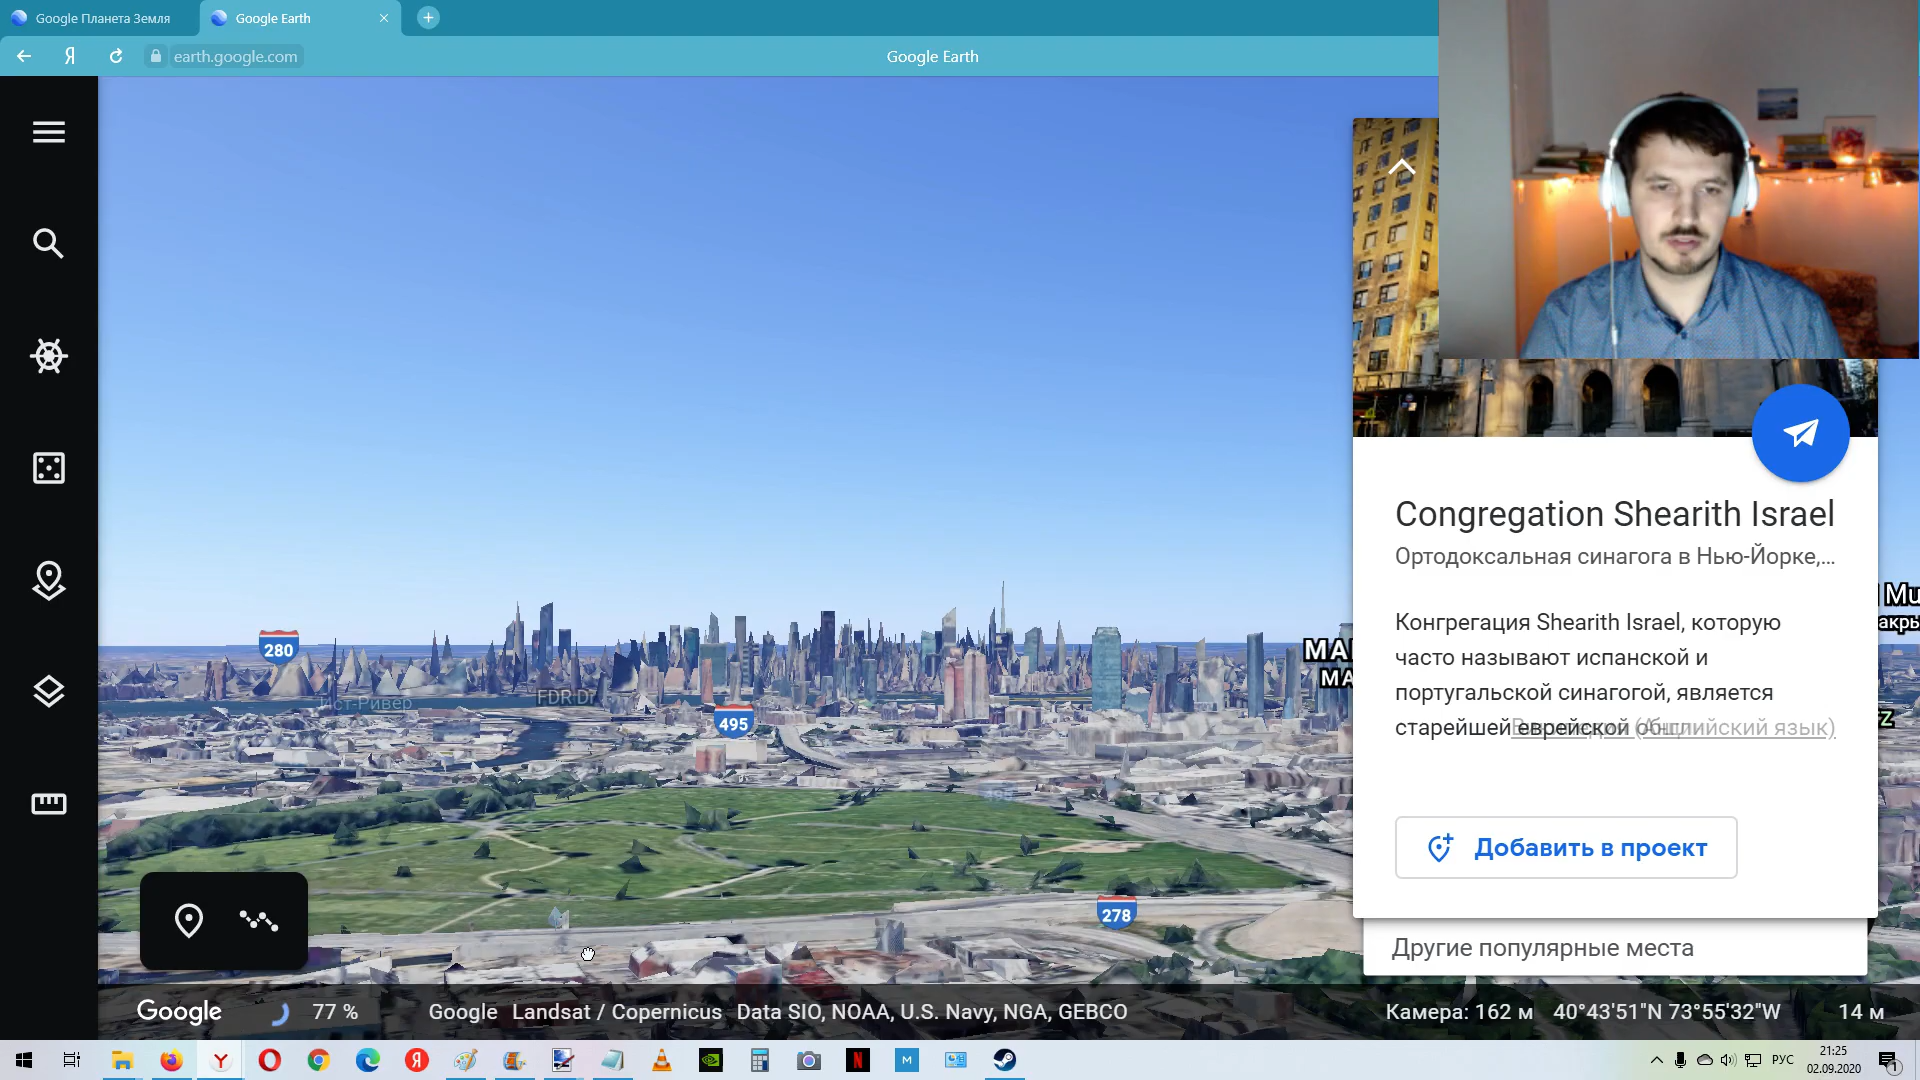 Google Планета Земля
Google Earth
earth.google.com
Google Earth
280
Ист-Ривер
FDR Dr
495
278
Congregation Shearith Israel
Ортодоксальная синагога в Нью-Йорке,...
Конгрегация Shearith Israel, которую
часто называют испанской и
португальской синагогой, является
старейшей еврейской общ
(Английский язык)
Добавить в проект
Другие популярные места
Google
77 %
Google Landsat / Copernicus Data SIO, NOAA, U.S. Navy, NGA, GEBCO
Камера: 162 м 40°43'51"N 73°55'32"W
14 м
РУС
21:25
02.09.2020